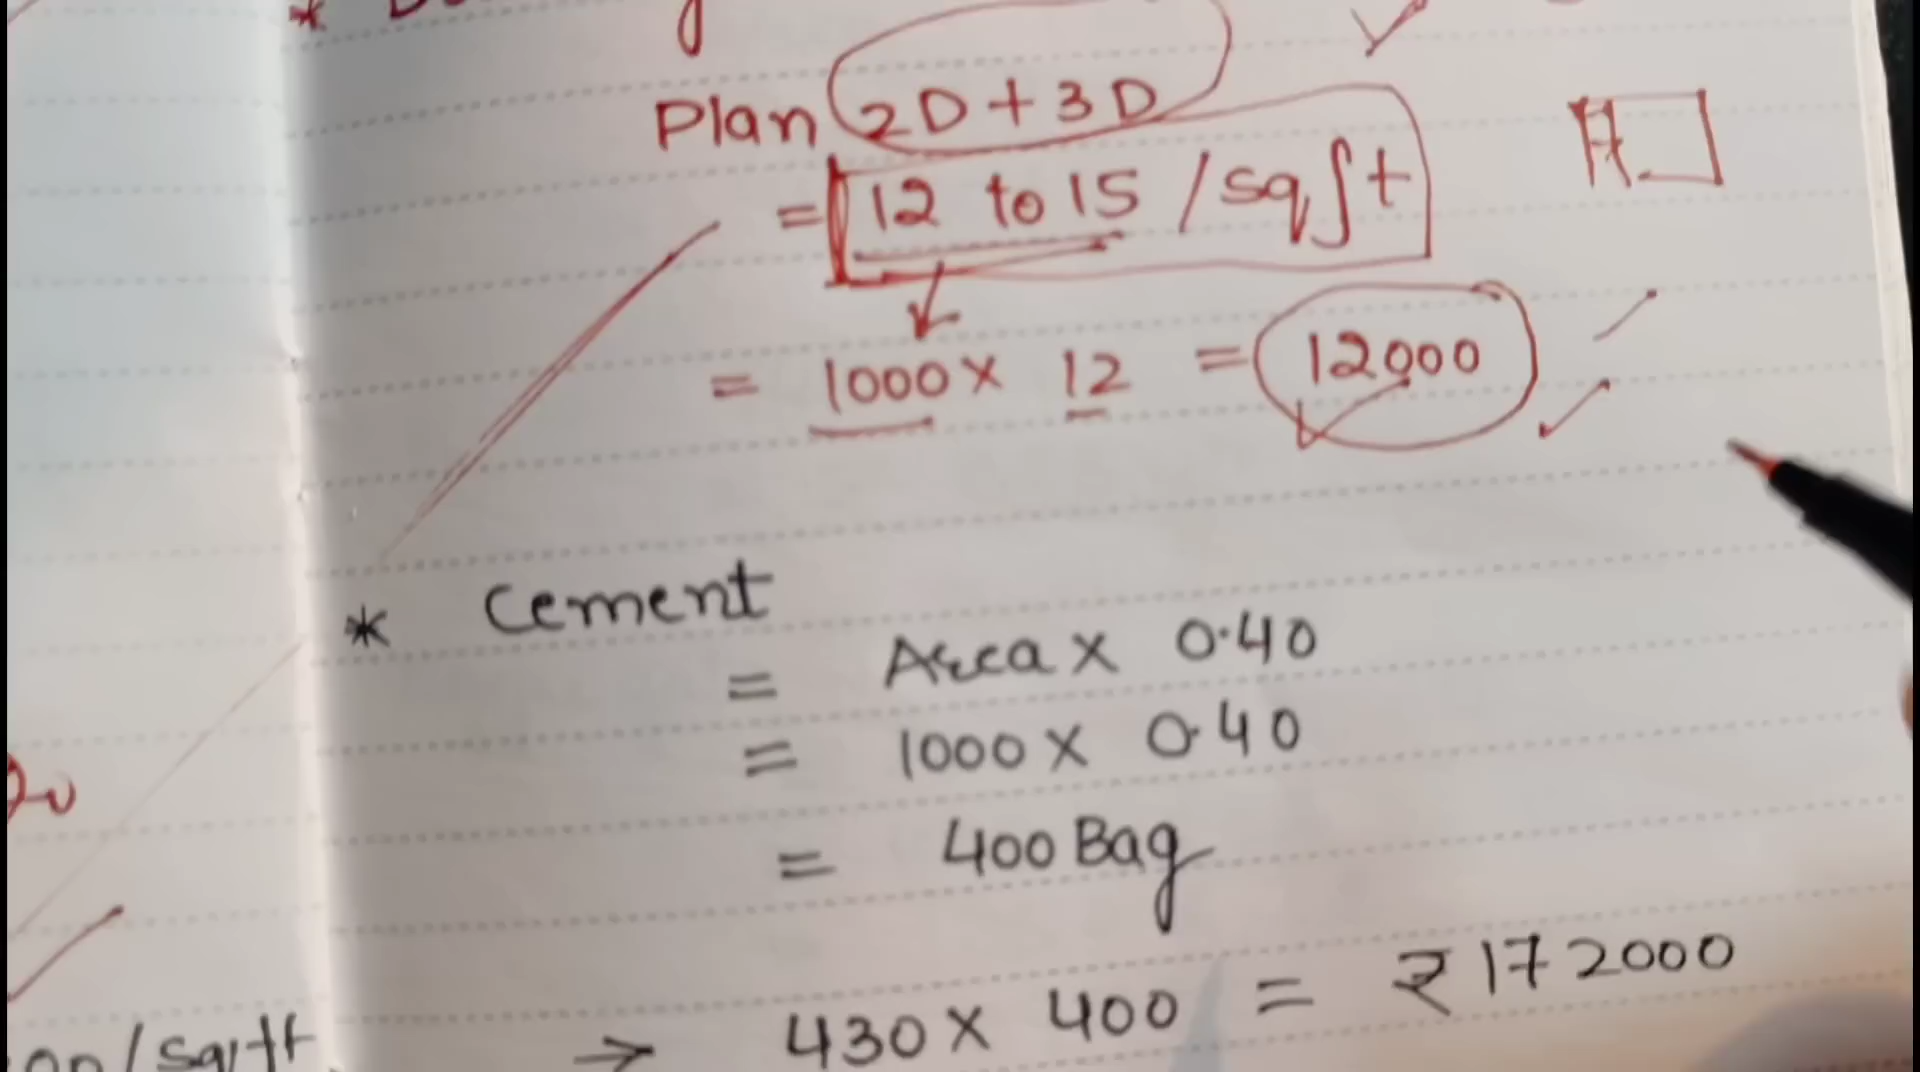 Plan 2D + 3D
= 12 to 15 / sqft
= 1000 x 12 = 12000
* Cement
= Area x 0.40
= 1000 x 0.40
= 400 Bag
→ 430 x 400 = ₹172000
/sqft